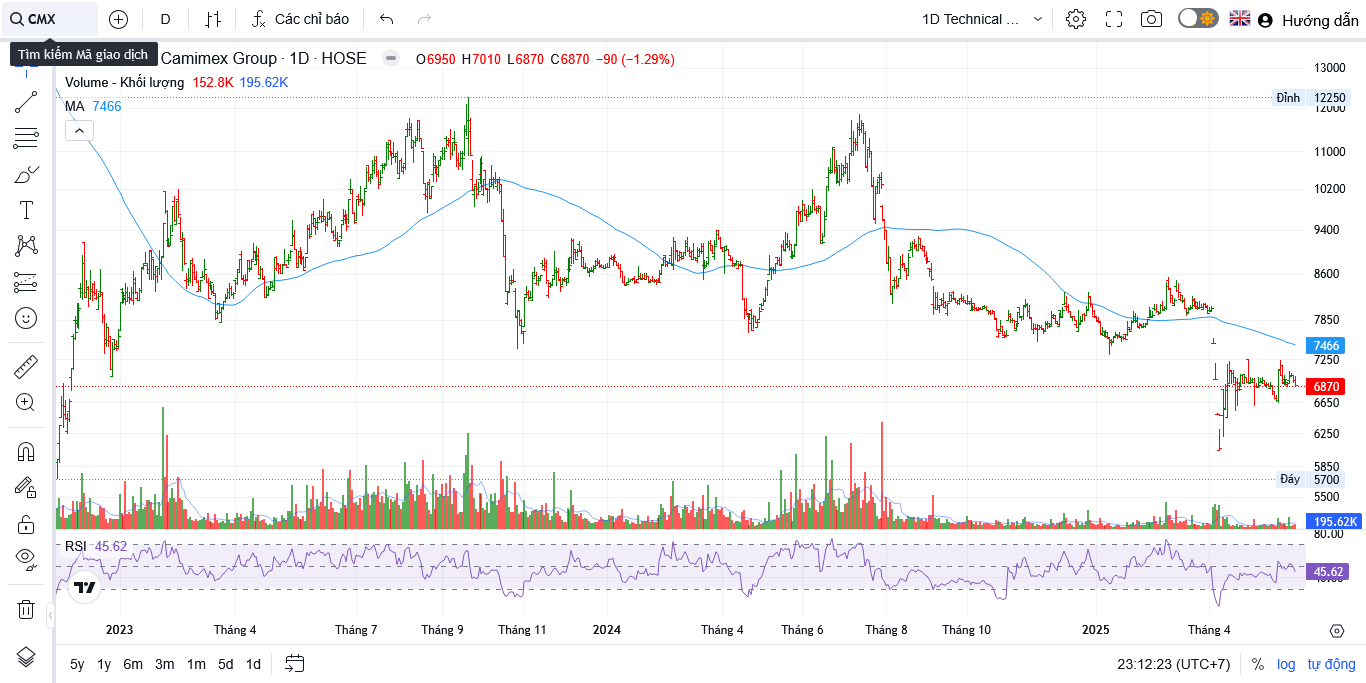 CMX
D
Các chỉ báo
1D Technical ...
Hướng dẫn
Tìm kiếm Mã giao dịch
Camimex Group · 1D · HOSE
O6950 H7010 L6870 C6870 −90 (−1.29%)
Volume - Khối lượng 152.8K 195.62K
MA 7466
13000
Đỉnh 12250
12000
11000
10200
9400
8600
7850
7466
7250
6870
6650
6250
5850
Đáy 5700
5500
195.62K
80.00
RSI 45.62
45.62
2023 Tháng 4 Tháng 7 Tháng 9 Tháng 11 2024 Tháng 4 Tháng 6 Tháng 8 Tháng 10 2025 Tháng 4
5y 1y 6m 3m 1m 5d 1d
23:12:23 (UTC+7) % log tự động